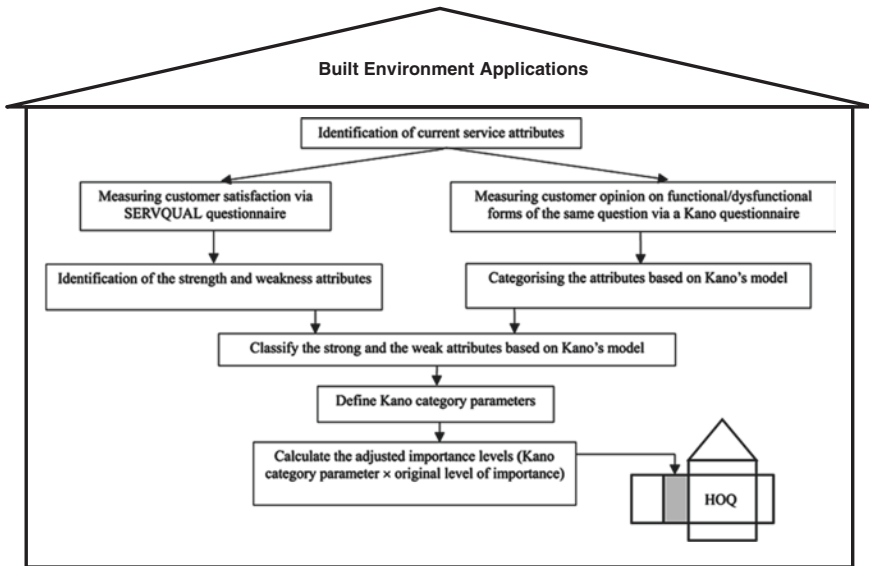 Built Environment Applications
Identification of current service attributes
Measuring customer satisfaction via
SERVQUAL questionnaire
Measuring customer opinion on functional/dysfunctional
forms of the same question via a Kano questionnaire
Identification of the strength and weakness attributes
Categorising the attributes based on Kano's model
Classify the strong and the weak attributes based on Kano's model
Define Kano category parameters
Calculate the adjusted importance levels (Kano
category parameter × original level of importance)
HOQ